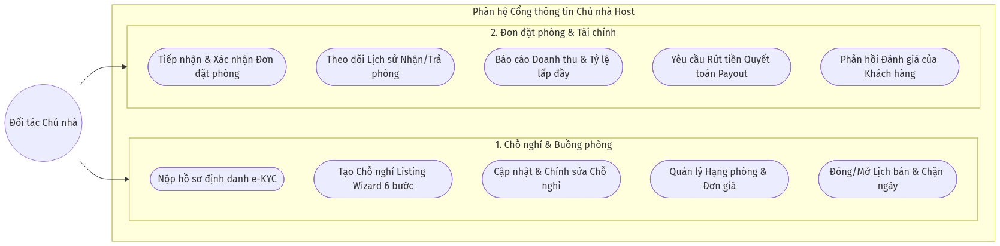 Phân hệ Cổng thông tin Chủ nhà Host
2. Đơn đặt phòng & Tài chính
Tiếp nhận & Xác nhận Đơn
đặt phòng
Theo dõi Lịch sử Nhận/Trả
phòng
Báo cáo Doanh thu & Tỷ lệ
lấp đầy
Yêu cầu Rút tiền Quyết
toán Payout
Phản hồi Đánh giá của
Khách hàng
Đối tác Chủ nhà
1. Chỗ nghỉ & Buồng phòng
Nộp hồ sơ định danh e-KYC
Tạo Chỗ nghỉ Listing
Wizard 6 bước
Cập nhật & Chỉnh sửa Chỗ
nghỉ
Quản lý Hạng phòng &
Đơn giá
Đóng/Mở Lịch bán & Chặn
ngày